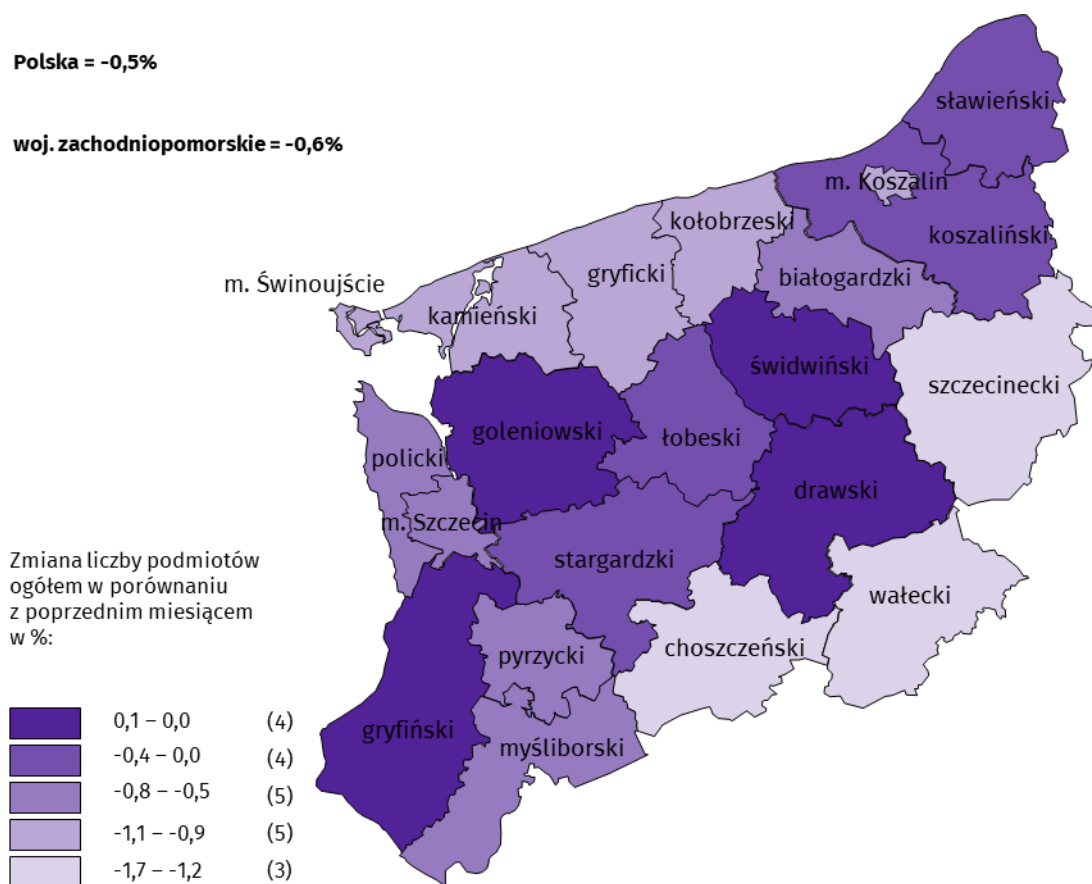 Polska = -0,5%
woj. zachodniopomorskie = -0,6%
sławieński
m. Koszalin
kołobrzeski
koszaliński
gryficki
białogardzki
m. Świnoujście
kamieński
świdwiński
szczecinecki
goleniowski
łobeski
policki
drawski
m. Szczecin
stargardzki
wałecki
choszczeński
pyrzycki
gryfiński
myśliborski
Zmiana liczby podmiotów
ogółem w porównaniu
z poprzednim miesiącem
w %:
0,1 – 0,0 (4)
-0,4 – 0,0 (4)
-0,8 – -0,5 (5)
-1,1 – -0,9 (5)
-1,7 – -1,2 (3)